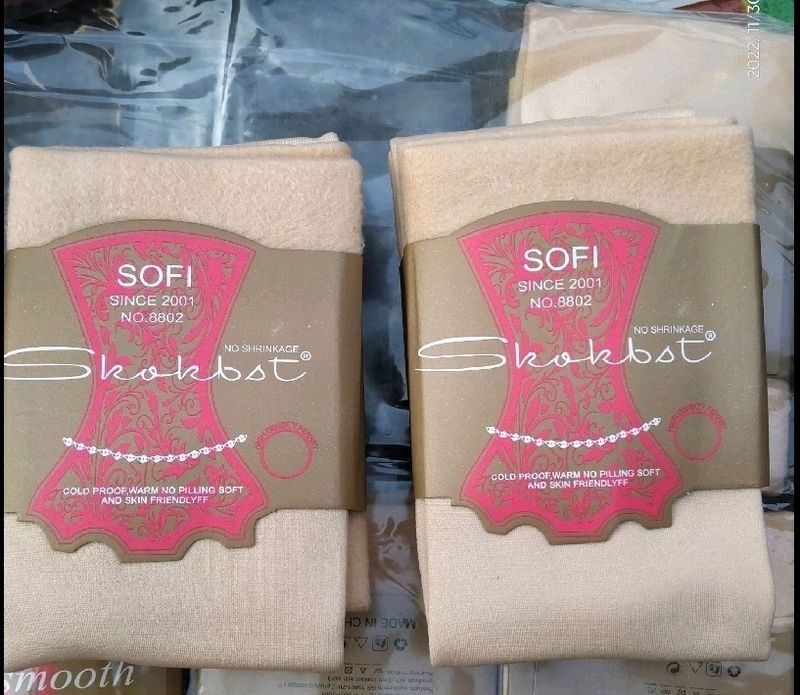 2022/11/30
SOFI
SINCE 2001
NO.8802
NO SHRINKAGE
Skokbst®
COLD PROOF,WARM NO PILLING SOFT
AND SKIN FRIENDLYFF
SOFI
SINCE 2001
NO.8802
NO SHRINKAGE
Skokbst®
COLD PROOF,WARM NO PILLING SOFT
AND SKIN FRIENDLYFF
MADE IN CH
smooth